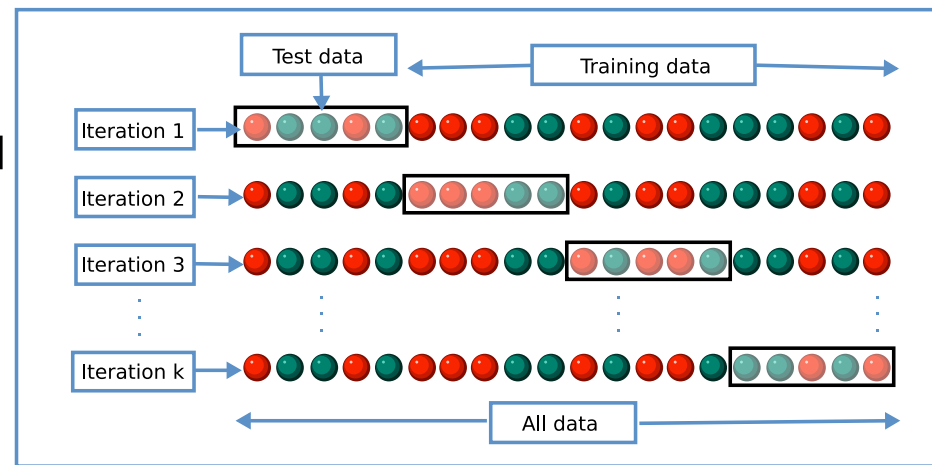 Test data
Training data
Iteration 1
Iteration 2
Iteration 3
Iteration k
All data